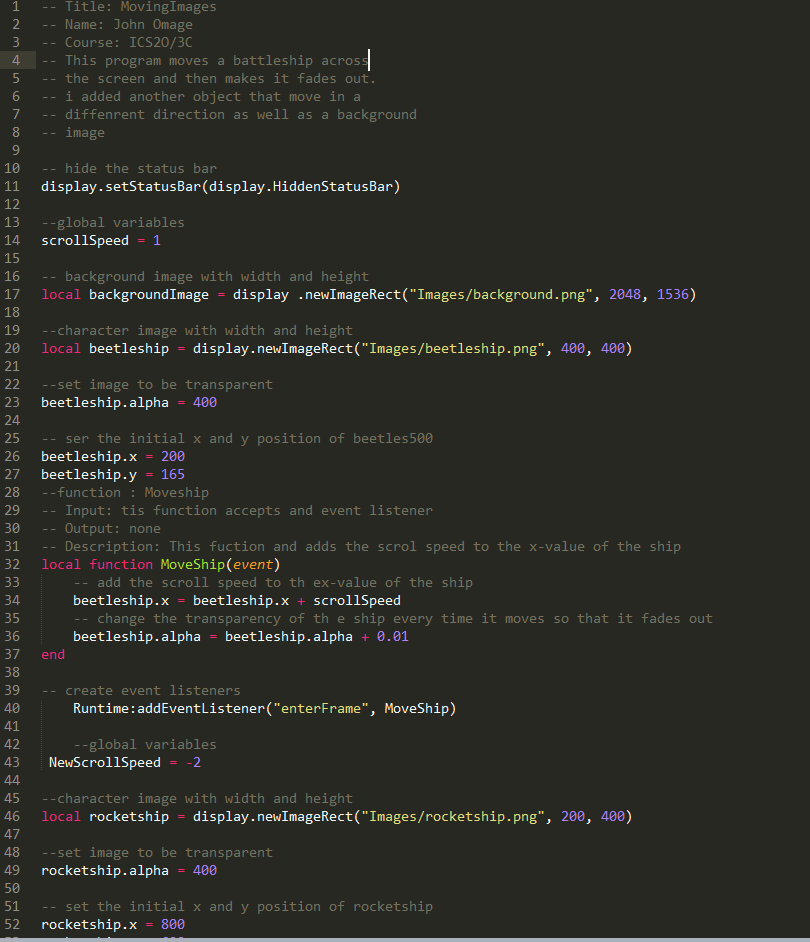 1 -- Title: MovingImages
2 -- Name: John Omage
3 -- Course: ICS2O/3C
4 -- This program moves a battleship across
5 -- the screen and then makes it fades out.
6 -- i added another object that move in a
7 -- diffenrent direction as well as a background
8 -- image
9
10 -- hide the status bar
11 display.setStatusBar(display.HiddenStatusBar)
12
13 --global variables
14 scrollSpeed = 1
15
16 -- background image with width and height
17 local backgroundImage = display .newImageRect("Images/background.png", 2048, 1536)
18
19 --character image with width and height
20 local beetleship = display.newImageRect("Images/beetleship.png", 400, 400)
21
22 --set image to be transparent
23 beetleship.alpha = 400
24
25 -- ser the initial x and y position of beetles500
26 beetleship.x = 200
27 beetleship.y = 165
28 --function : Moveship
29 -- Input: tis function accepts and event listener
30 -- Output: none
31 -- Description: This fuction and adds the scrol speed to the x-value of the ship
32 local function MoveShip(event)
33 -- add the scroll speed to th ex-value of the ship
34 beetleship.x = beetleship.x + scrollSpeed
35 -- change the transparency of th e ship every time it moves so that it fades out
36 beetleship.alpha = beetleship.alpha + 0.01
37 end
38
39 -- create event listeners
40 Runtime:addEventListener("enterFrame", MoveShip)
41
42 --global variables
43 NewScrollSpeed = -2
44
45 --character image with width and height
46 local rocketship = display.newImageRect("Images/rocketship.png", 200, 400)
47
48 --set image to be transparent
49 rocketship.alpha = 400
50
51 -- set the initial x and y position of rocketship
52 rocketship.x = 800